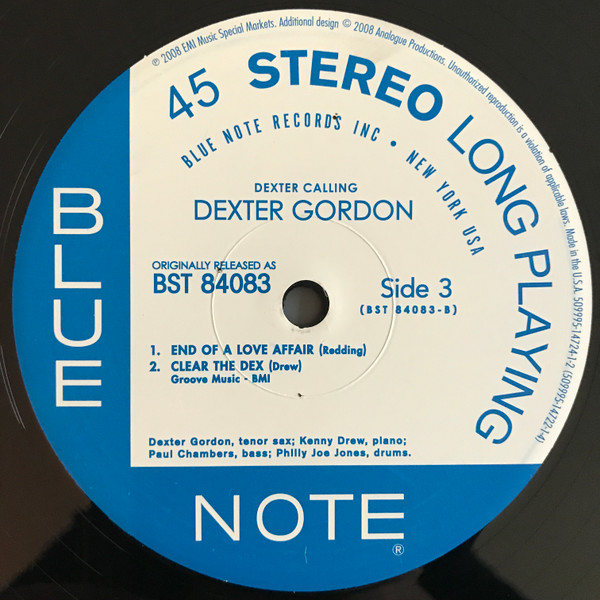 ℗ 2008 EMI Music Special Markets. Additional design © 2008 Analogue Productions. Unauthorized reproduction is a violation of applicable laws. Made in the U.S.A. 509995-14724-1-2 (509995-14722-1-4)
45 STEREO LONG PLAYING
BLUE NOTE RECORDS INC • NEW YORK USA
DEXTER CALLING
DEXTER GORDON
ORIGINALLY RELEASED AS
BST 84083
Side 3
(BST 84083-B)
1. END OF A LOVE AFFAIR (Redding)
2. CLEAR THE DEX (Drew)
Groove Music - BMI
Dexter Gordon, tenor sax; Kenny Drew, piano;
Paul Chambers, bass; Philly Joe Jones, drums.
BLUE
NOTE ®